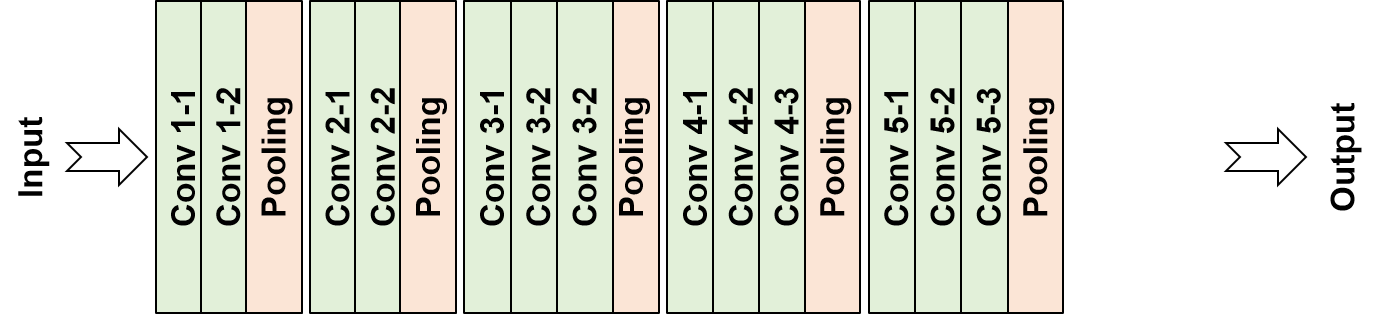 Input
Conv 1-1
Conv 1-2
Pooling
Conv 2-1
Conv 2-2
Pooling
Conv 3-1
Conv 3-2
Conv 3-2
Pooling
Conv 4-1
Conv 4-2
Conv 4-3
Pooling
Conv 5-1
Conv 5-2
Conv 5-3
Pooling
Output